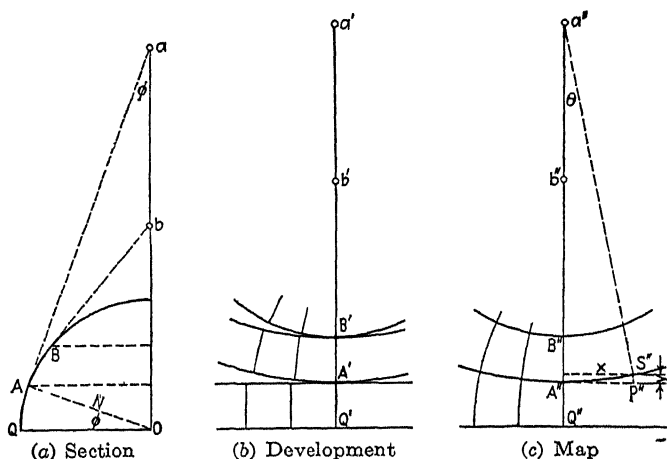 a
φ
b
B
A
N
φ
Q
O
(a) Section
a'
b'
B'
A'
Q'
(b) Development
a"
θ
b"
B"
x
S"
A"
P"
Q"
(c) Map